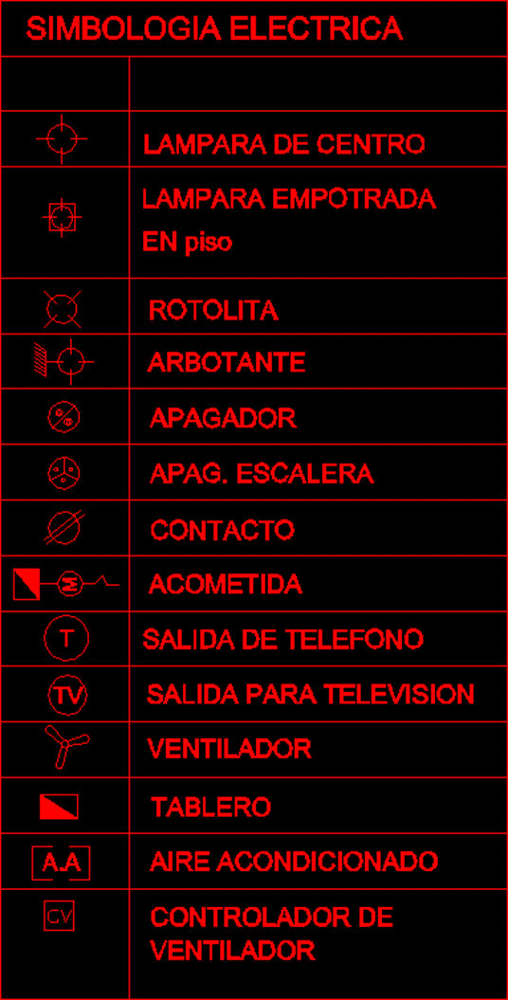 SIMBOLOGIA ELECTRICA
LAMPARA DE CENTRO
LAMPARA EMPOTRADA
EN piso
ROTOLITA
ARBOTANTE
APAGADOR
APAG. ESCALERA
CONTACTO
M ACOMETIDA
T SALIDA DE TELEFONO
TV SALIDA PARA TELEVISION
VENTILADOR
TABLERO
A.A AIRE ACONDICIONADO
CV CONTROLADOR DE
VENTILADOR